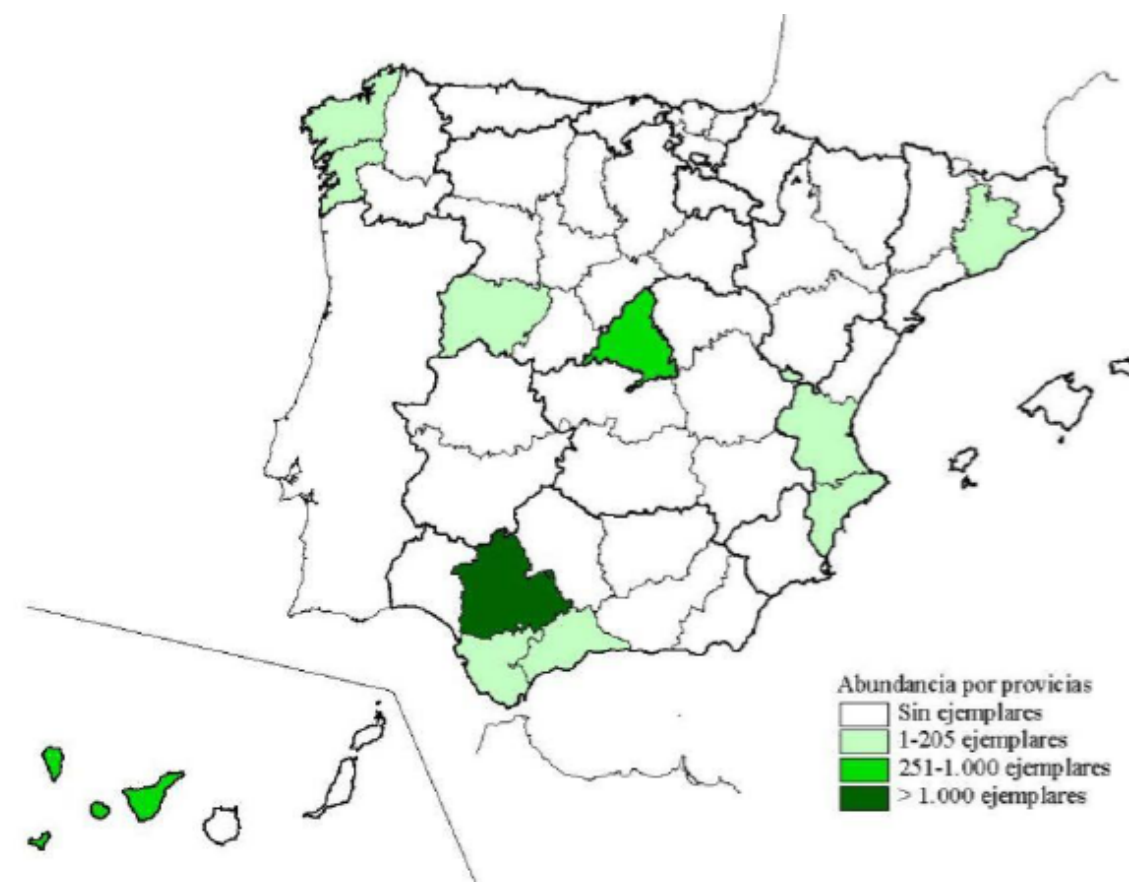 Abundancia por provicias
Sin ejemplares
1-205 ejemplares
251-1.000 ejemplares
> 1.000 ejemplares